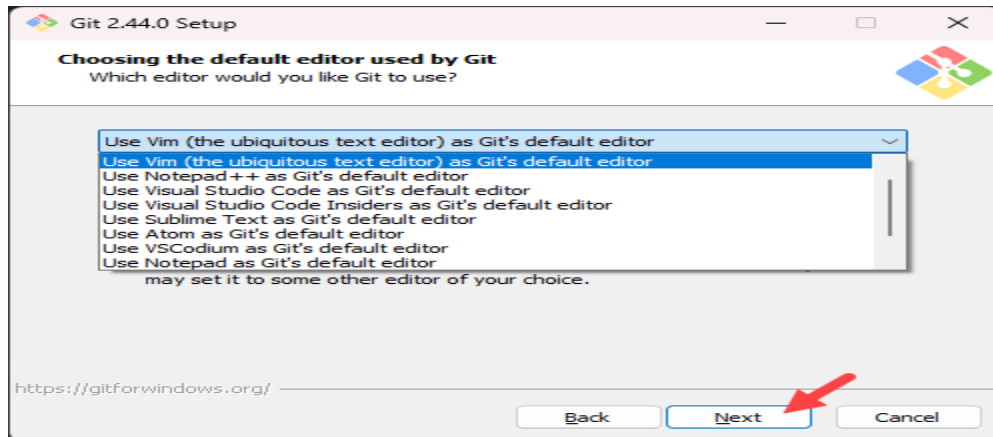 Git 2.44.0 Setup
Choosing the default editor used by Git
Which editor would you like Git to use?
Use Vim (the ubiquitous text editor) as Git's default editor
Use Vim (the ubiquitous text editor) as Git's default editor
Use Notepad++ as Git's default editor
Use Visual Studio Code as Git's default editor
Use Visual Studio Code Insiders as Git's default editor
Use Sublime Text as Git's default editor
Use Atom as Git's default editor
Use VSCodium as Git's default editor
Use Notepad as Git's default editor
may set it to some other editor of your choice.
https://gitforwindows.org/
Back Next Cancel